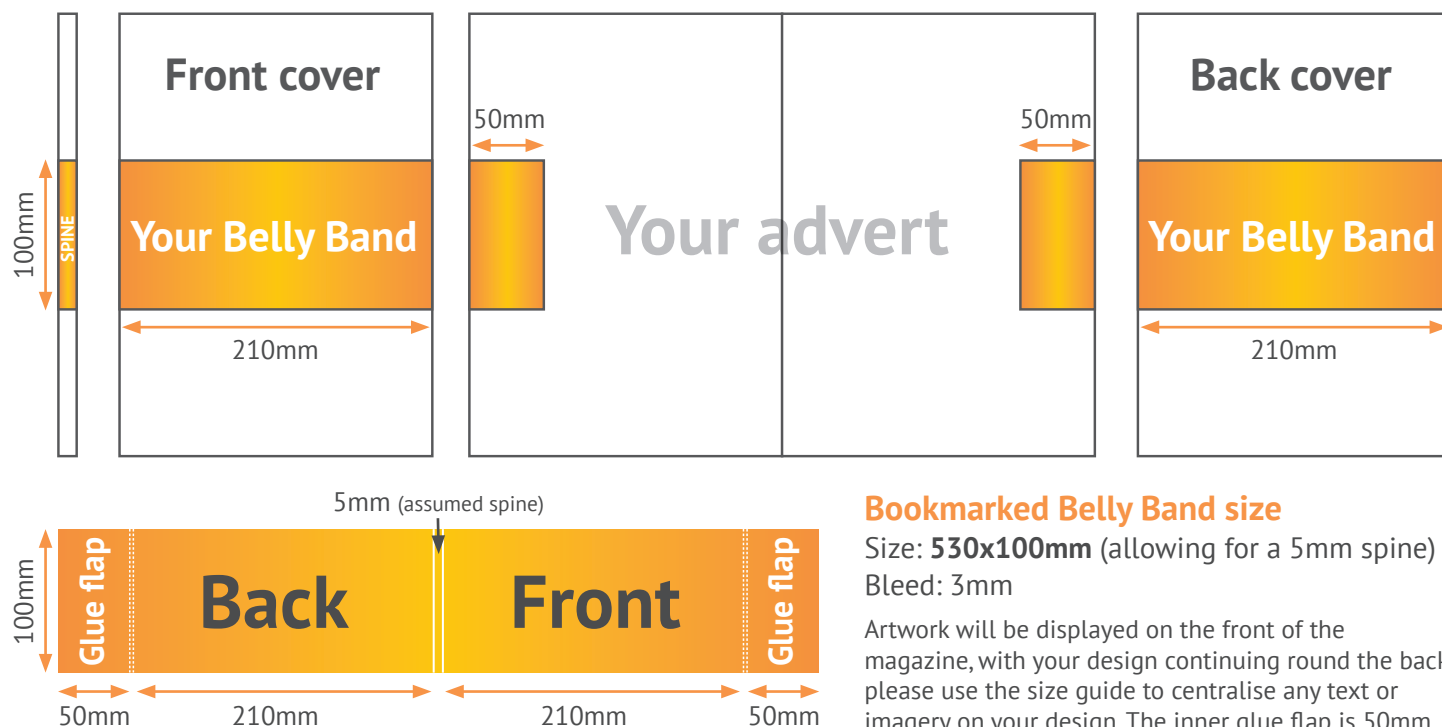 Front cover
Back cover
50mm
50mm
100mm
SPINE
Your Belly Band
Your advert
Your Belly Band
210mm
210mm
5mm (assumed spine)
100mm
Glue flap
Back
Front
Glue flap
50mm
210mm
210mm
50mm
Bookmarked Belly Band size
Size: 530x100mm (allowing for a 5mm spine)
Bleed: 3mm
Artwork will be displayed on the front of the
magazine, with your design continuing round the back
please use the size guide to centralise any text or
imagery on your design. The inner glue flap is 50mm